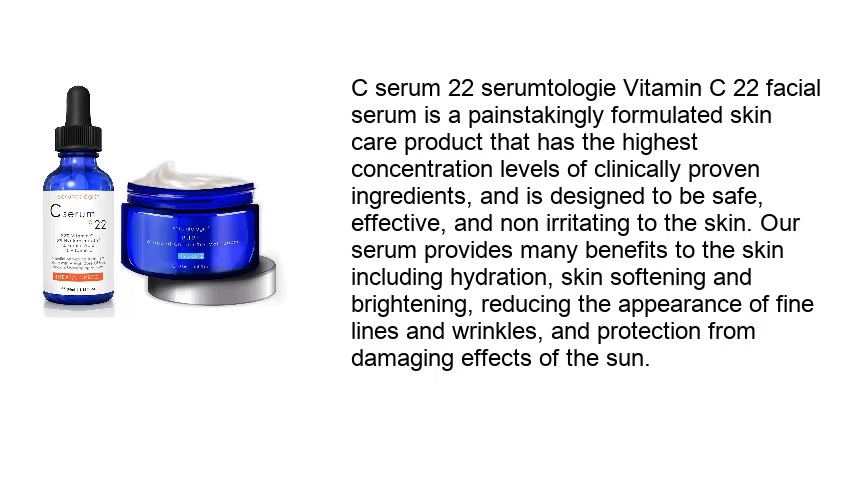 serumtologie
C serum
22
22% Vitamin C
C serum 22 serumtologie Vitamin C 22 facial
serum is a painstakingly formulated skin
care product that has the highest
concentration levels of clinically proven
ingredients, and is designed to be safe,
effective, and non irritating to the skin. Our
serum provides many benefits to the skin
including hydration, skin softening and
brightening, reducing the appearance of fine
lines and wrinkles, and protection from
damaging effects of the sun.